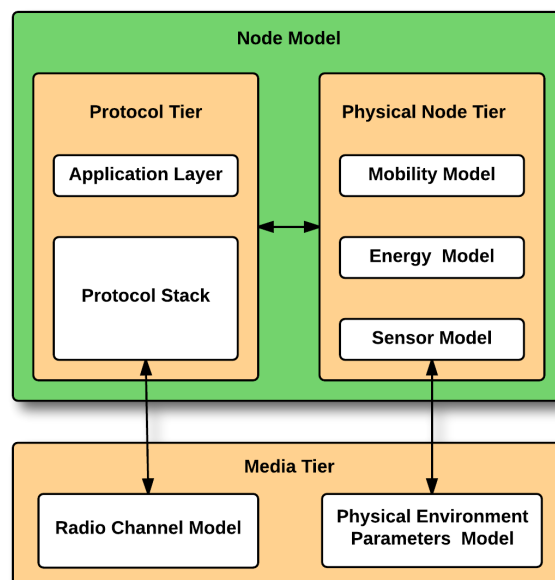 Node Model
Protocol Tier
Application Layer
Protocol Stack
Physical Node Tier
Mobility Model
Energy Model
Sensor Model
Media Tier
Radio Channel Model
Physical Environment
Parameters Model